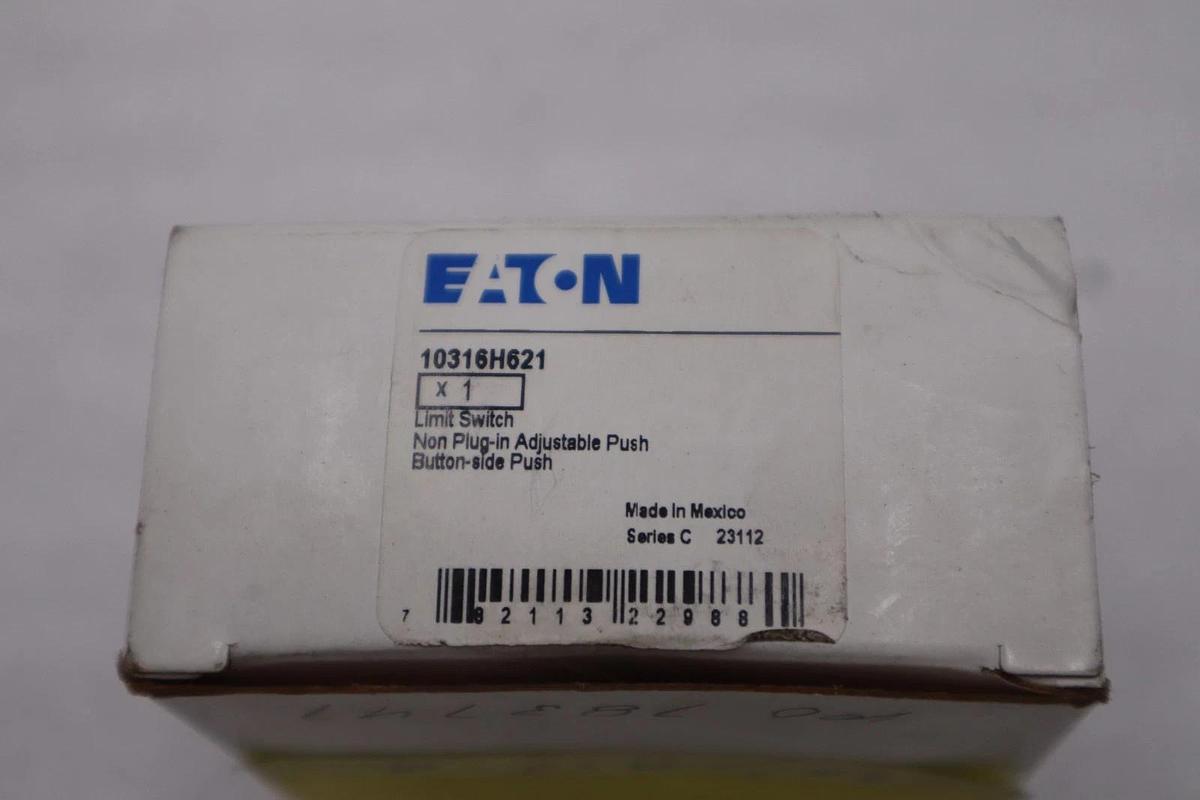 EATON
10316H621
X 1
Limit Switch
Non Plug-in Adjustable Push
Button-side Push
Made in Mexico
Series C 23112
7 82113 22988